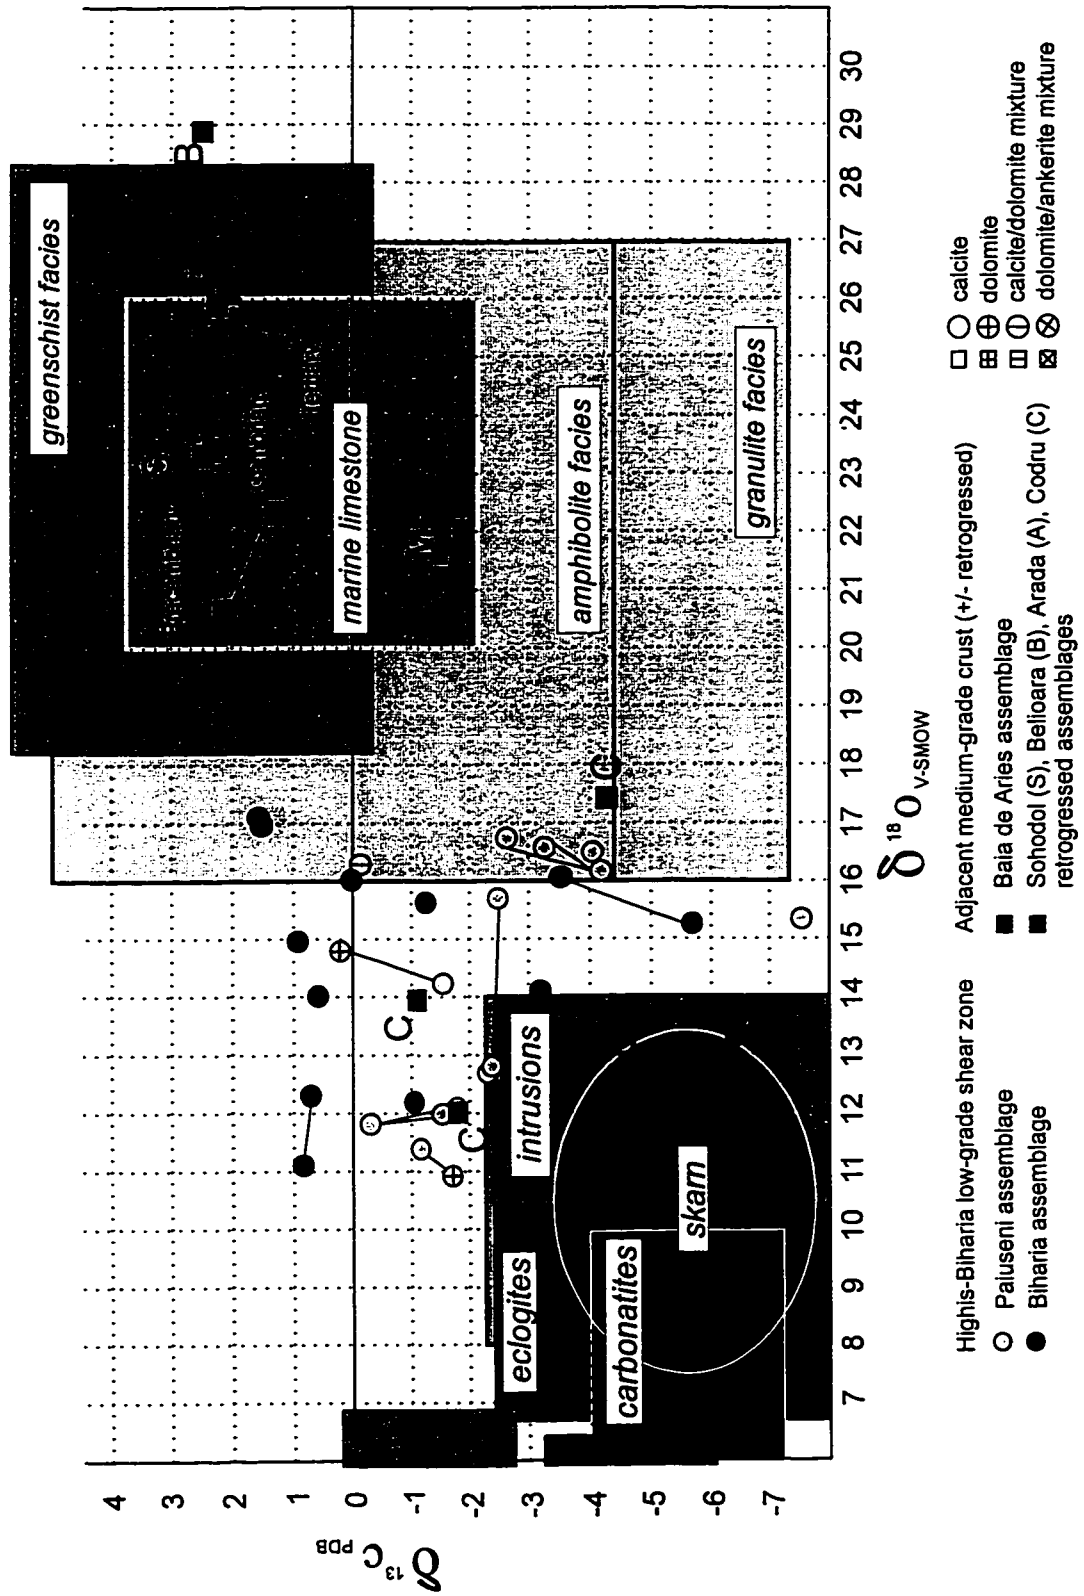 greenschist facies
B
marine limestone
amphibolite facies
granulite facies
C
C
C
intrusions
eclogites
skarn
carbonatites
4
3
2
1
0
-1
-2
-3
-4
-5
-6
-7
δ ¹³C PDB
7 8 9 10 11 12 13 14 15 16 17 18 19 20 21 22 23 24 25 26 27 28 29 30
δ ¹⁸O V-SMOW
Highis-Biharia low-grade shear zone
Paiuseni assemblage
Biharia assemblage
Adjacent medium-grade crust (+/- retrogressed)
Baia de Aries assemblage
Sohodol (S), Belioara (B), Arada (A), Codru (C)
retrogressed assemblages
calcite
dolomite
calcite/dolomite mixture
dolomite/ankerite mixture